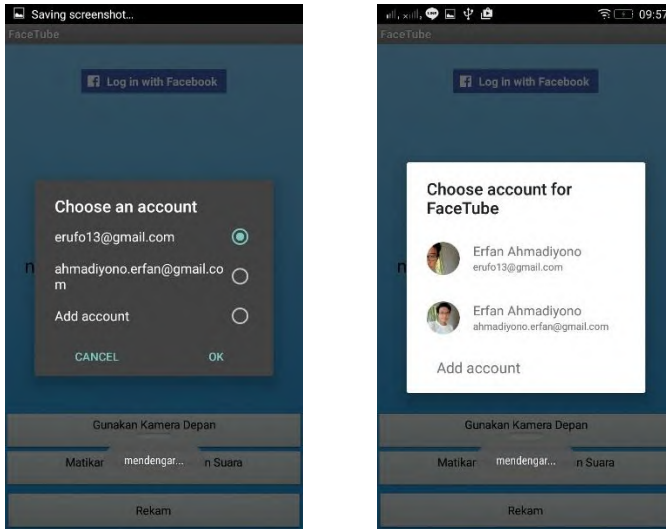 Saving screenshot...
FaceTube
Log in with Facebook
Choose an account
erufo13@gmail.com
ahmadiyono.erfan@gmail.co
m
Add account
CANCEL
OK
n
Gunakan Kamera Depan
Matikar
mendengar...
n Suara
Rekam
09:57
FaceTube
Log in with Facebook
Choose account for
FaceTube
Erfan Ahmadiyono
erufo13@gmail.com
Erfan Ahmadiyono
ahmadiyono.erfan@gmail.com
Add account
n
Gunakan Kamera Depan
Matikar
mendengar...
n Suara
Rekam